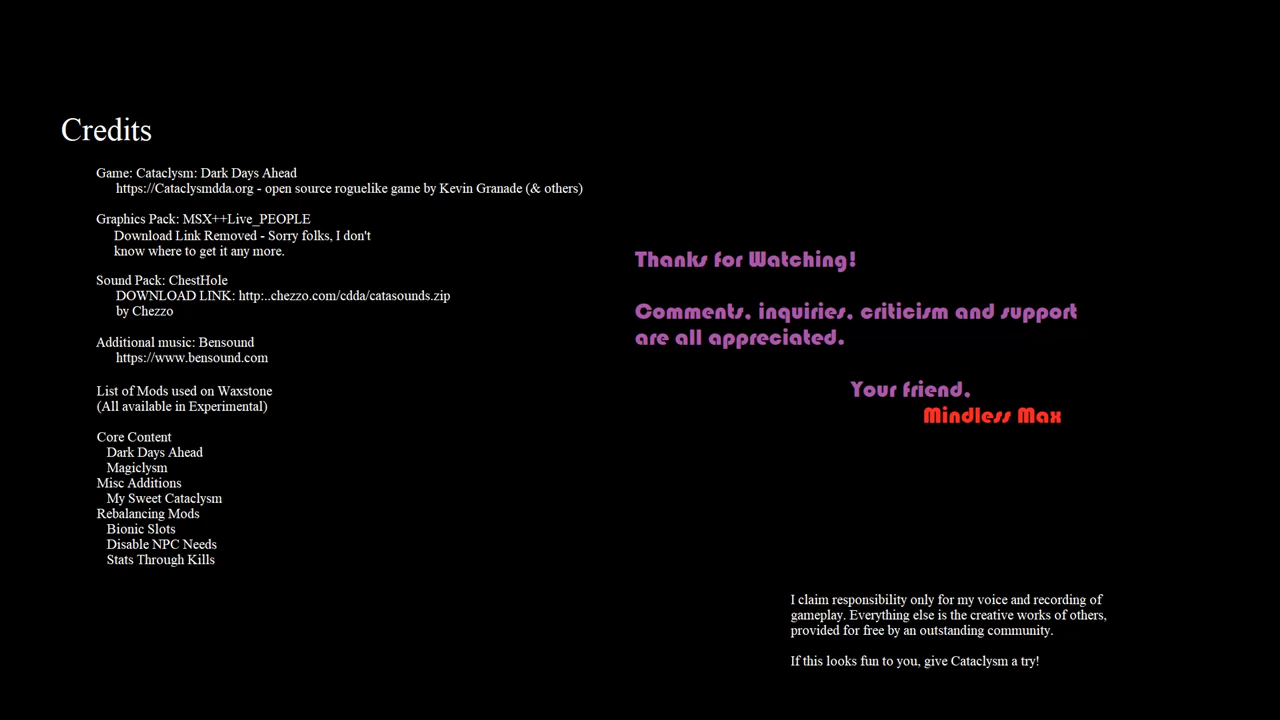 Credits
Game: Cataclysm: Dark Days Ahead
https://Cataclysmdda.org - open source roguelike game by Kevin Granade (& others)
Graphics Pack: MSX++Live_PEOPLE
Download Link Removed - Sorry folks, I don't
know where to get it any more.
Sound Pack: ChestHole
DOWNLOAD LINK: http:..chezzo.com/cdda/catasounds.zip
by Chezzo
Additional music: Bensound
https://www.bensound.com
List of Mods used on Waxstone
(All available in Experimental)
Core Content
Dark Days Ahead
Magiclysm
Misc Additions
My Sweet Cataclysm
Rebalancing Mods
Bionic Slots
Disable NPC Needs
Stats Through Kills
Thanks for Watching!
Comments, inquiries, criticism and support
are all appreciated.
Your friend,
Mindless Max
I claim responsibility only for my voice and recording of
gameplay. Everything else is the creative works of others,
provided for free by an outstanding community.
If this looks fun to you, give Cataclysm a try!